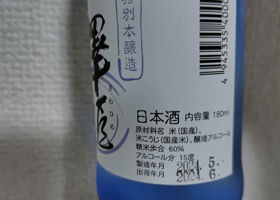 特別本醸造
4945335400
日本酒 内容量 180ml
原材料名 米(国産)、
米こうじ(国産米)、醸造アルコール
精米歩合 60%
アルコール分 15度
製造年月 2024.5.
出荷年月 2024.6.